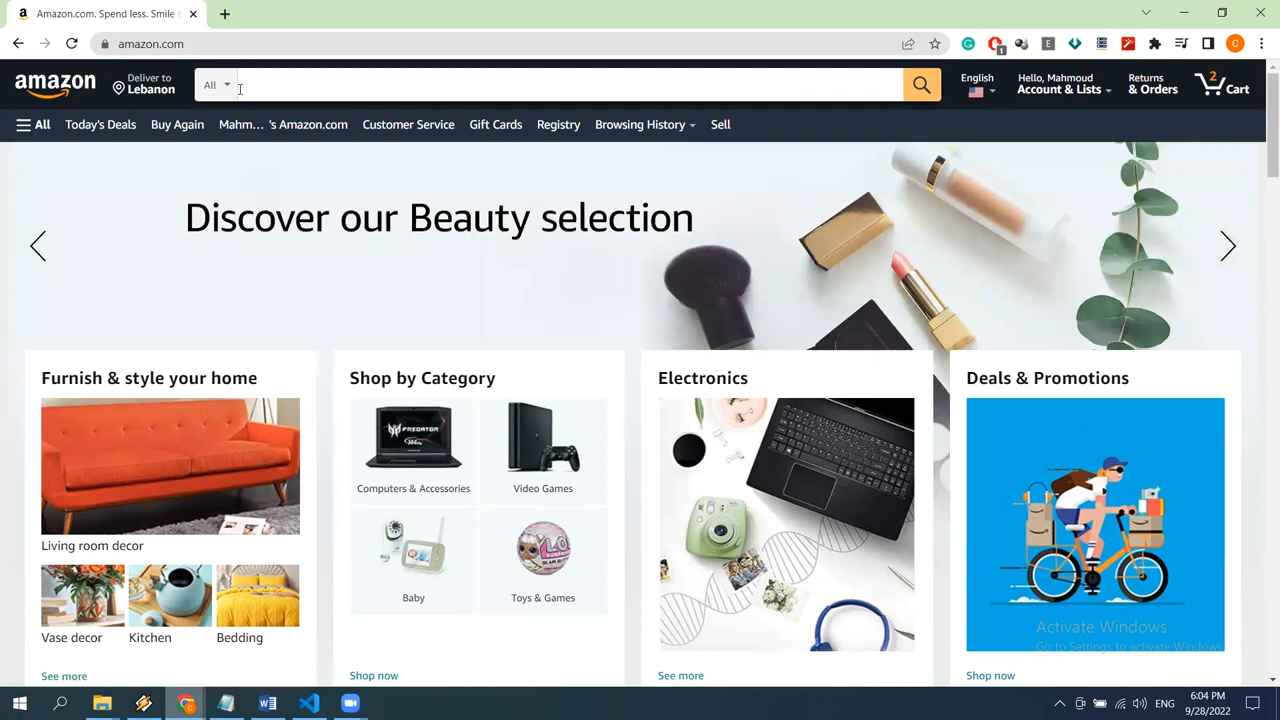 Amazon.com. Spend less. Smile
amazon.com
1
C
amazon
Deliver to
Lebanon
All
English
Hello, Mahmoud
Account & Lists
Returns
& Orders
2
Cart
All
Today's Deals
Buy Again
Mahm... 's Amazon.com
Customer Service
Gift Cards
Registry
Browsing History
Sell
Discover our Beauty selection
Furnish & style your home
Living room decor
Vase decor
Kitchen
Bedding
See more
Shop by Category
PREDATOR
Computers & Accessories
Video Games
Baby
Toys & Games
Shop now
Electronics
See more
Deals & Promotions
Activate Windows
Go to Settings to activate Windows.
Shop now
ENG
6:04 PM
9/28/2022